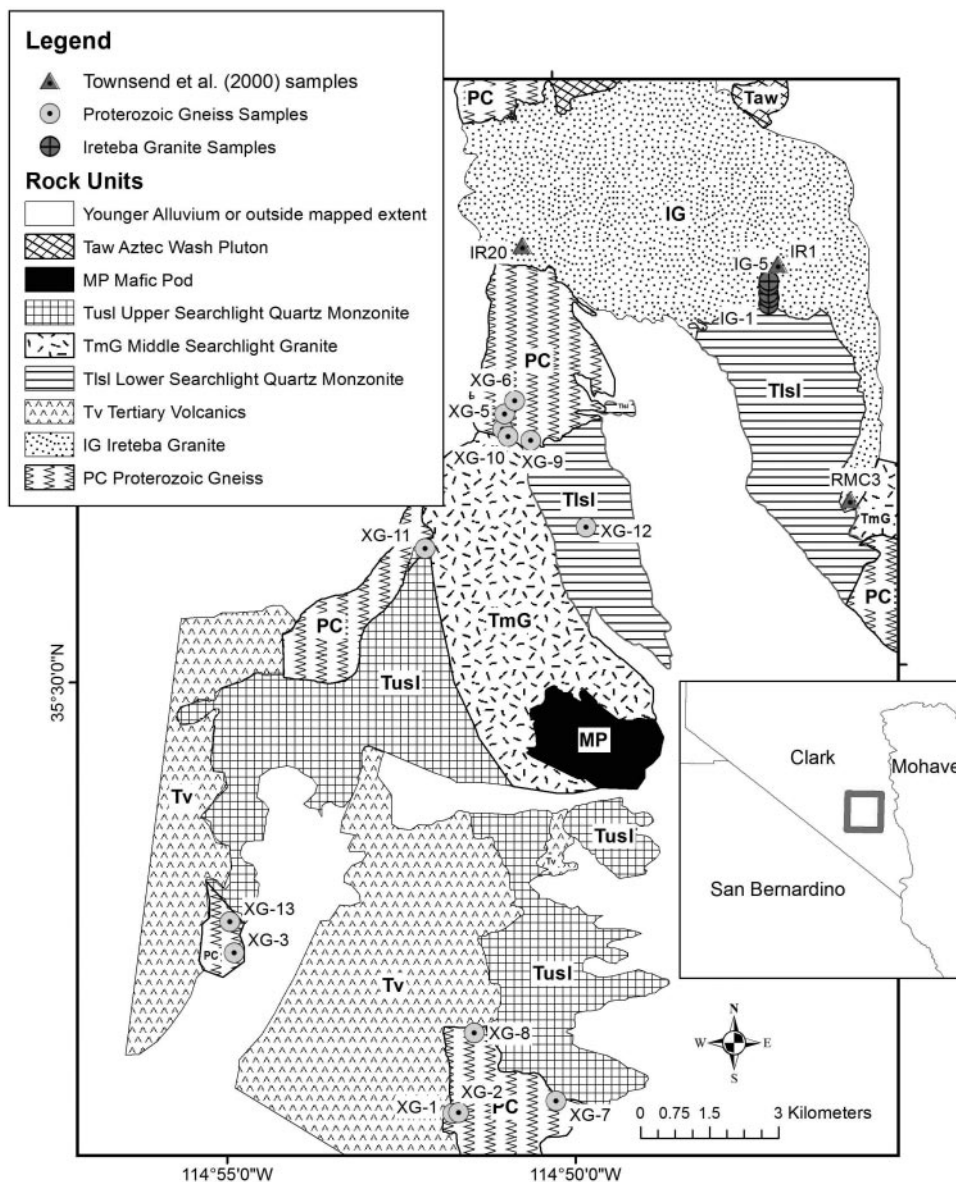 Legend
Townsend et al. (2000) samples
Proterozoic Gneiss Samples
Ireteba Granite Samples
Rock Units
Younger Alluvium or outside mapped extent
Taw Aztec Wash Pluton
MP Mafic Pod
Tusl Upper Searchlight Quartz Monzonite
TmG Middle Searchlight Granite
Tlsl Lower Searchlight Quartz Monzonite
Tv Tertiary Volcanics
IG Ireteba Granite
PC Proterozoic Gneiss
PC
Taw
IG
IR20
IG-5
IR1
IG-1
PC
Tlsl
XG-6
XG-5
Tlsl
XG-10
XG-9
RMC3
Tlsl
TmG
XG-11
XG-12
PC
PC
TmG
35°30'0"N
Tusl
MP
Clark
Mohave
Tv
Tusl
Tv
San Bernardino
XG-13
XG-3
PC
Tusl
Tv
XG-8
N
W
E
S
XG-2
XG-1
PC
XG-7
0 0.75 1.5 3 Kilometers
114°55'0"W
114°50'0"W